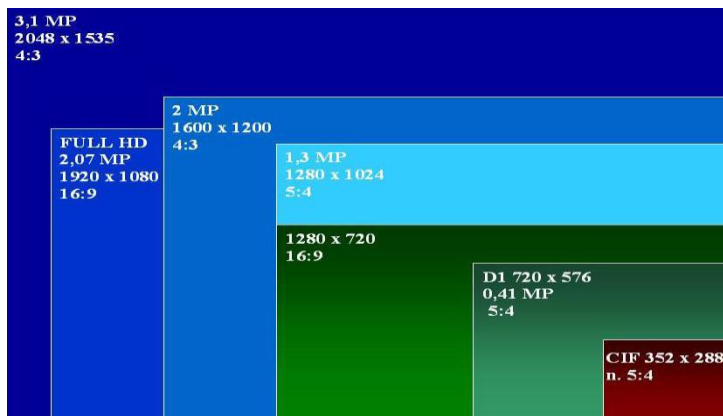 3,1 MP
2048 x 1535
4:3
FULL HD
2,07 MP
1920 x 1080
16:9
2 MP
1600 x 1200
4:3
1,3 MP
1280 x 1024
5:4
1280 x 720
16:9
D1 720 x 576
0,41 MP
5:4
CIF 352 x 288
n. 5:4